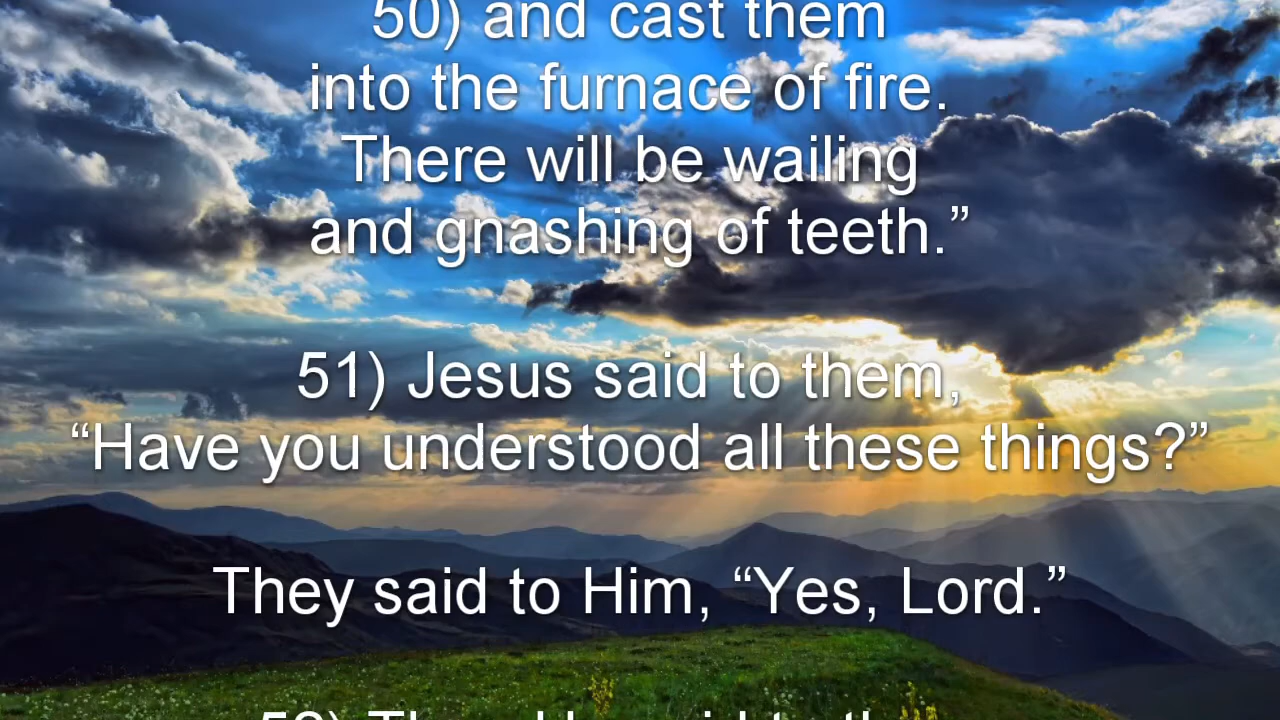 50) and cast them
into the furnace of fire.
There will be wailing
and gnashing of teeth.”
51) Jesus said to them,
“Have you understood all these things?”
They said to Him, “Yes, Lord.”